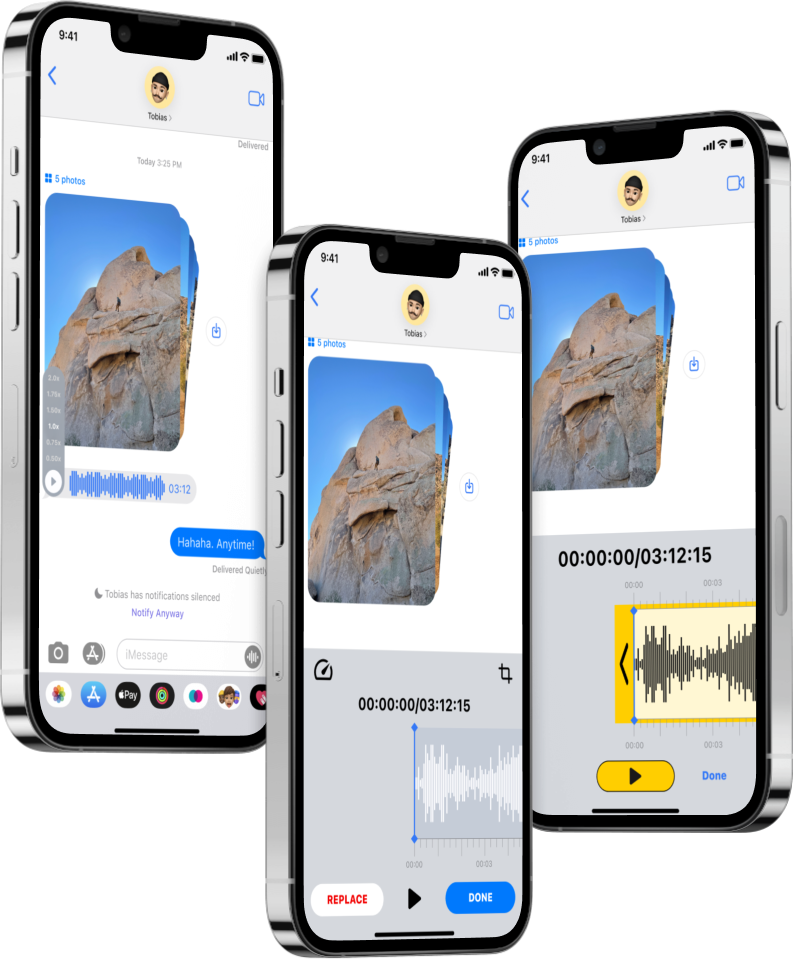 9:41
Tobias
Delivered
Today 3:25 PM
5 photos
2.0x
1.75x
1.50x
1.0x
0.75x
0.50x
03:12
Hahaha. Anytime!
Delivered Quietly
Tobias has notifications silenced
Notify Anyway
iMessage
Pay
9:41
Tobias
5 photos
00:00:00/03:12:15
00:00 00:03
REPLACE
DONE
9:41
Tobias
5 photos
00:00:00/03:12:15
00:00 00:03
00:00 00:03
Done